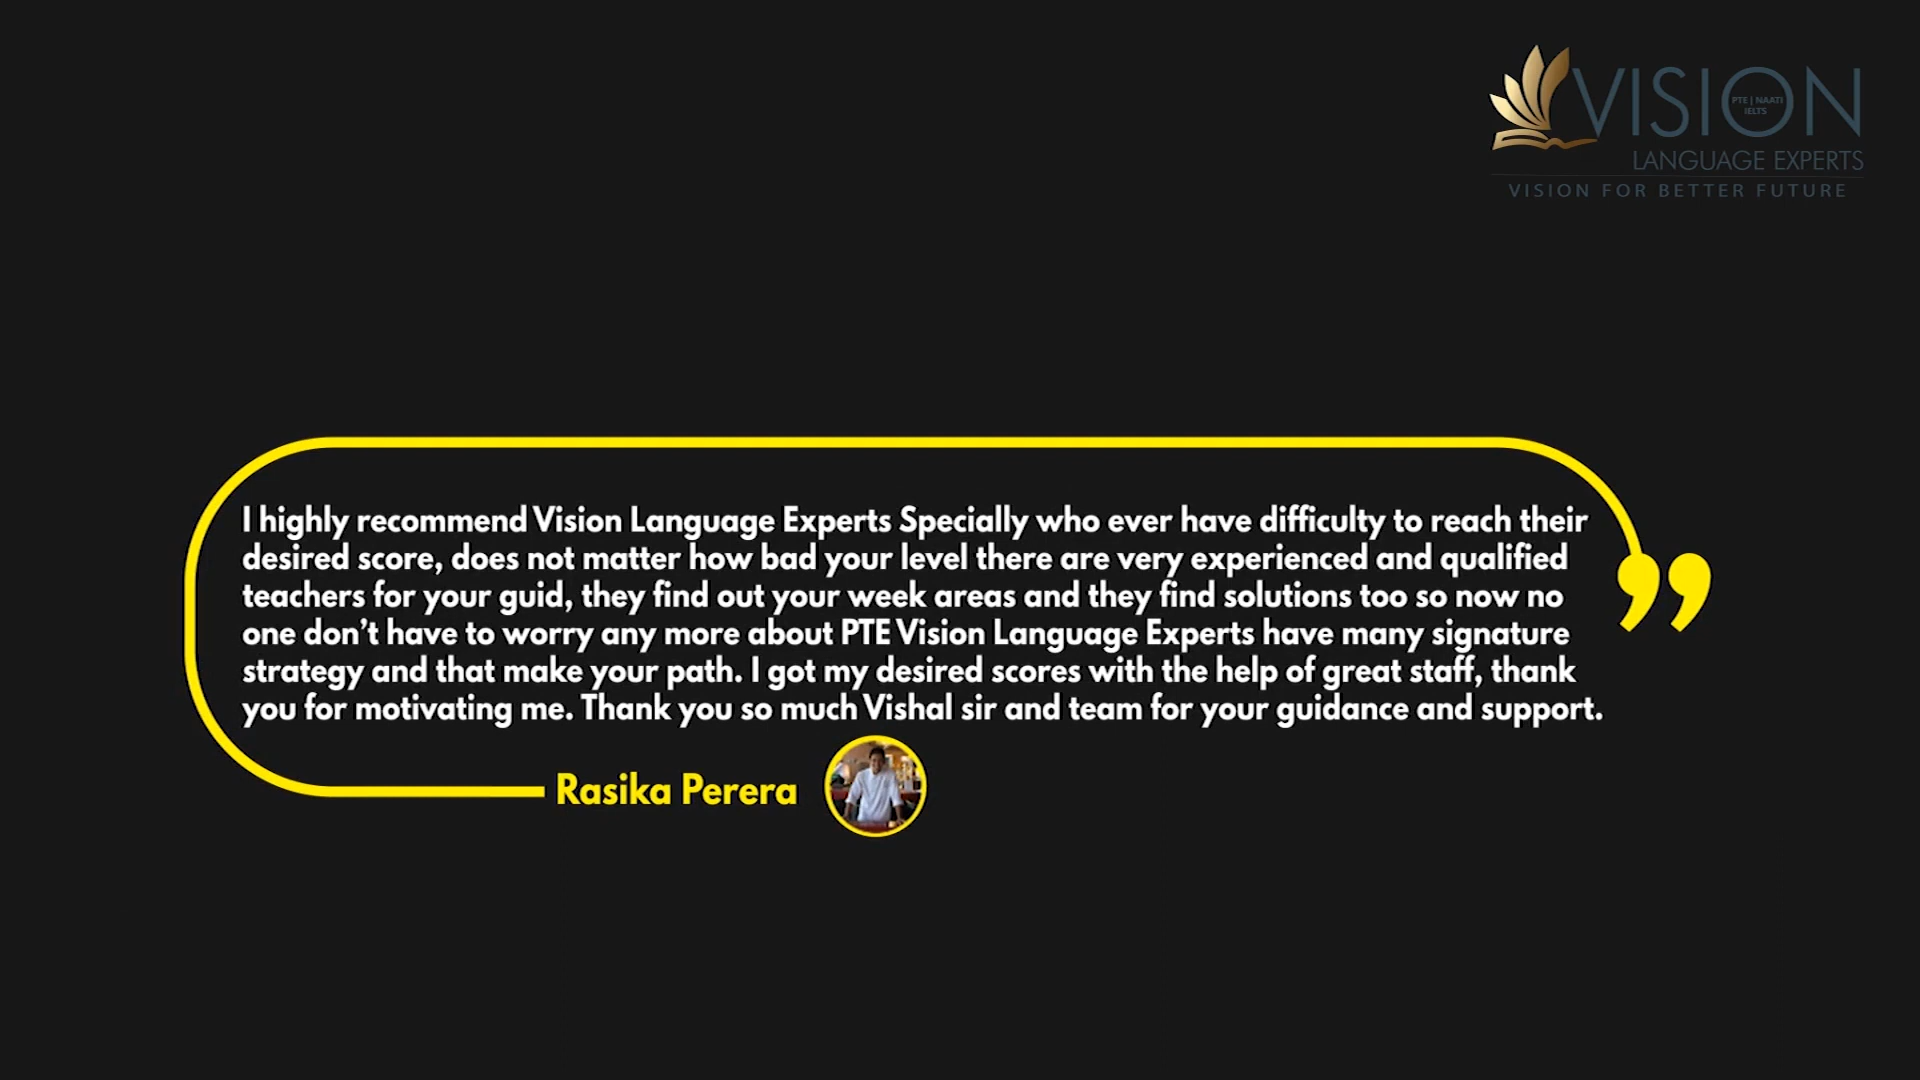 VISION
PTE | NAATI
IELTS
LANGUAGE EXPERTS
VISION FOR BETTER FUTURE
I highly recommend Vision Language Experts Specially who ever have difficulty to reach their
desired score, does not matter how bad your level there are very experienced and qualified
teachers for your guid, they find out your week areas and they find solutions too so now no
one don’t have to worry any more about PTE Vision Language Experts have many signature
strategy and that make your path. I got my desired scores with the help of great staff, thank
you for motivating me. Thank you so much Vishal sir and team for your guidance and support.
”
Rasika Perera